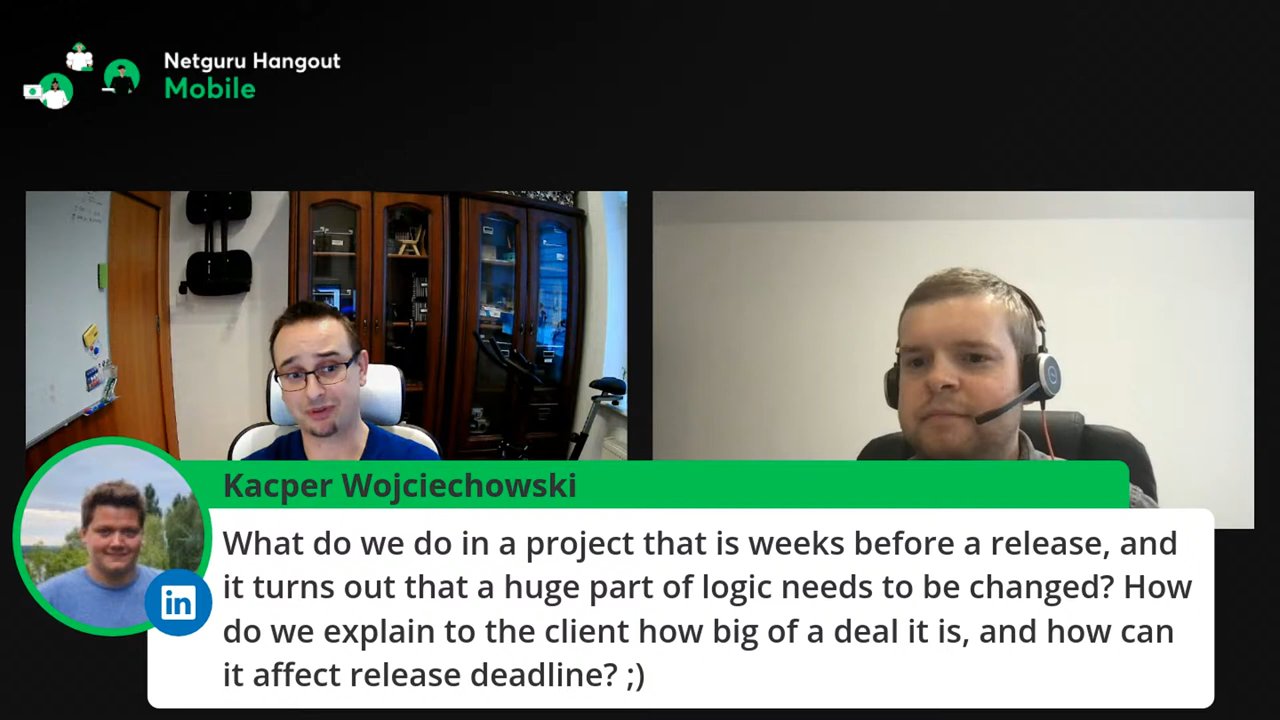 Netguru Hangout
Mobile
Kacper Wojciechowski
What do we do in a project that is weeks before a release, and
it turns out that a huge part of logic needs to be changed? How
do we explain to the client how big of a deal it is, and how can
it affect release deadline? ;)
in